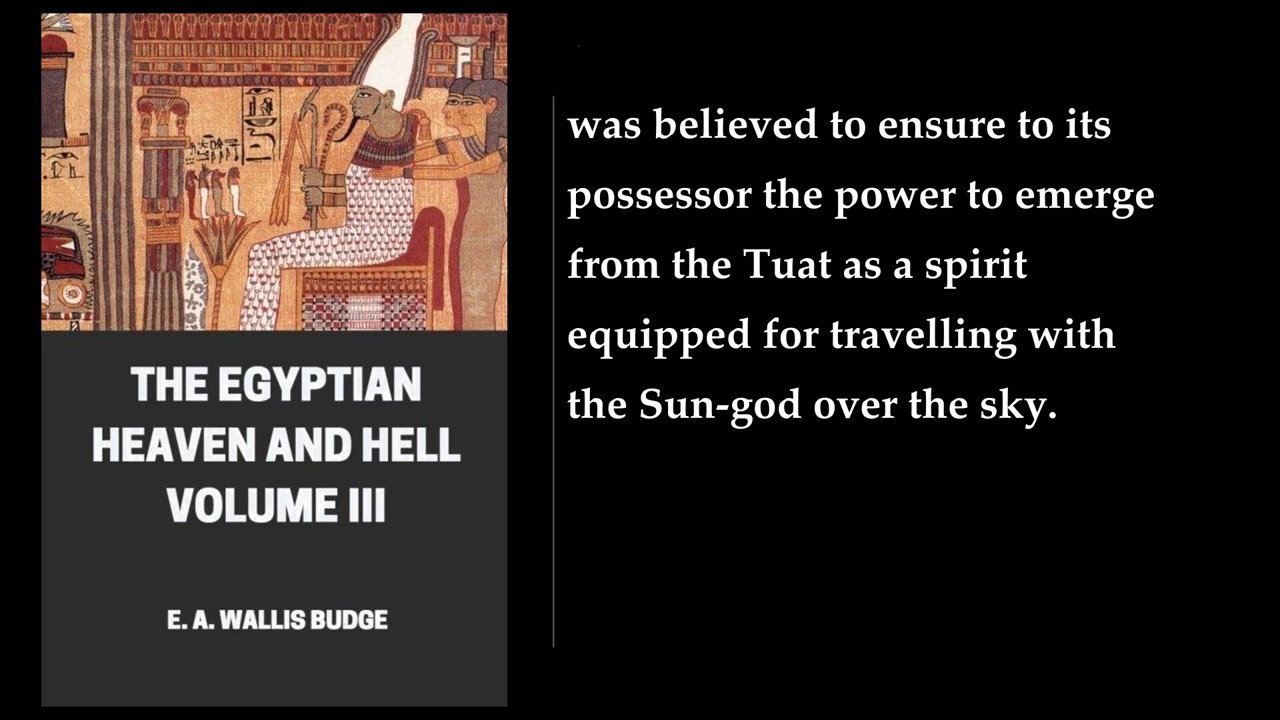 THE EGYPTIAN
HEAVEN AND HELL
VOLUME III
E. A. WALLIS BUDGE
was believed to ensure to its
possessor the power to emerge
from the Tuat as a spirit
equipped for travelling with
the Sun-god over the sky.